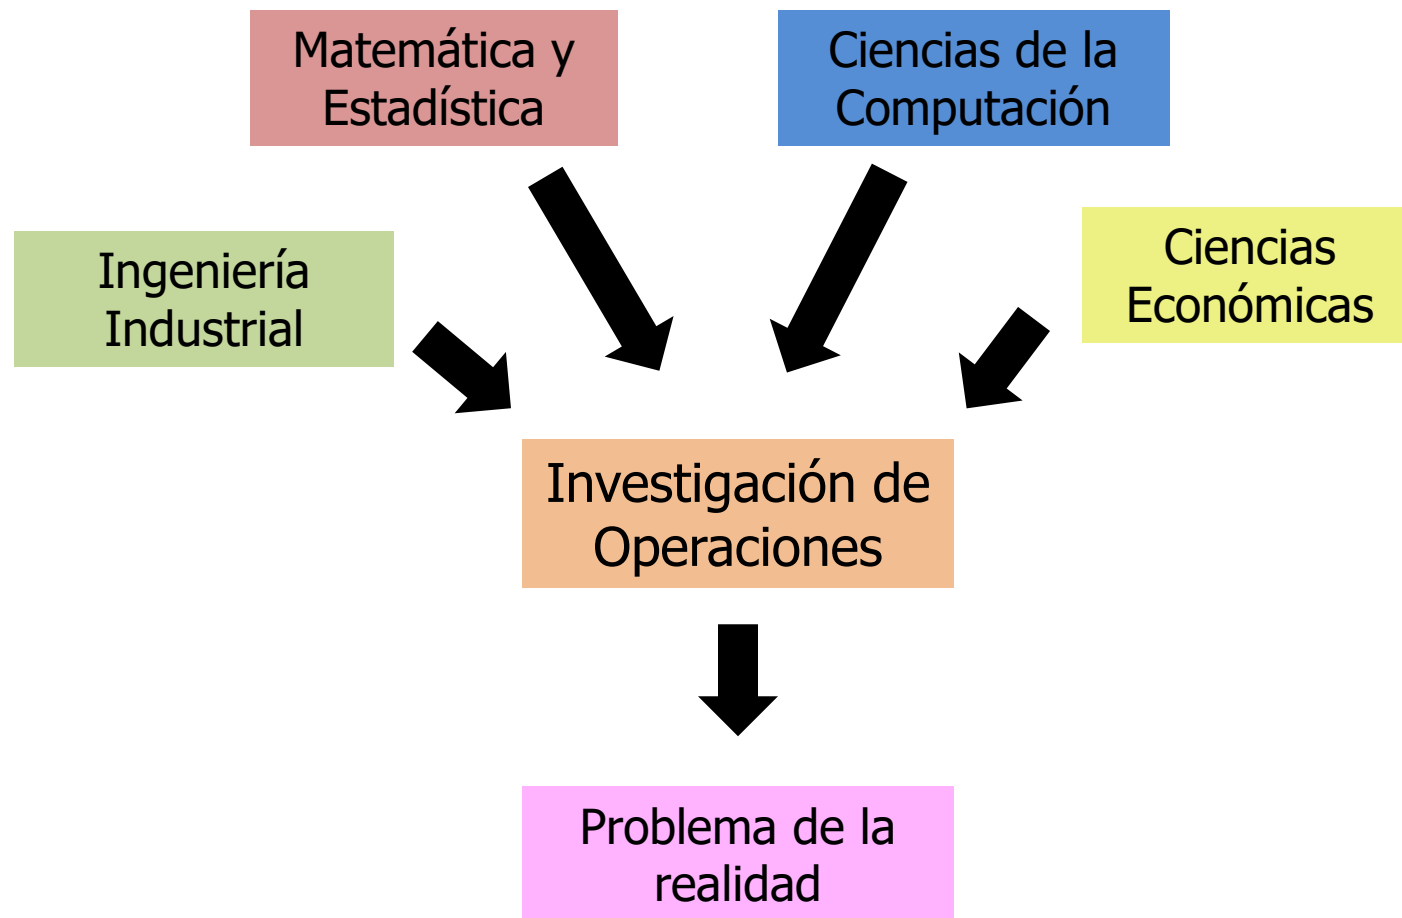 Matemática y
Estadística
Ciencias de la
Computación
Ingeniería
Industrial
Ciencias
Económicas
Investigación de
Operaciones
Problema de la
realidad